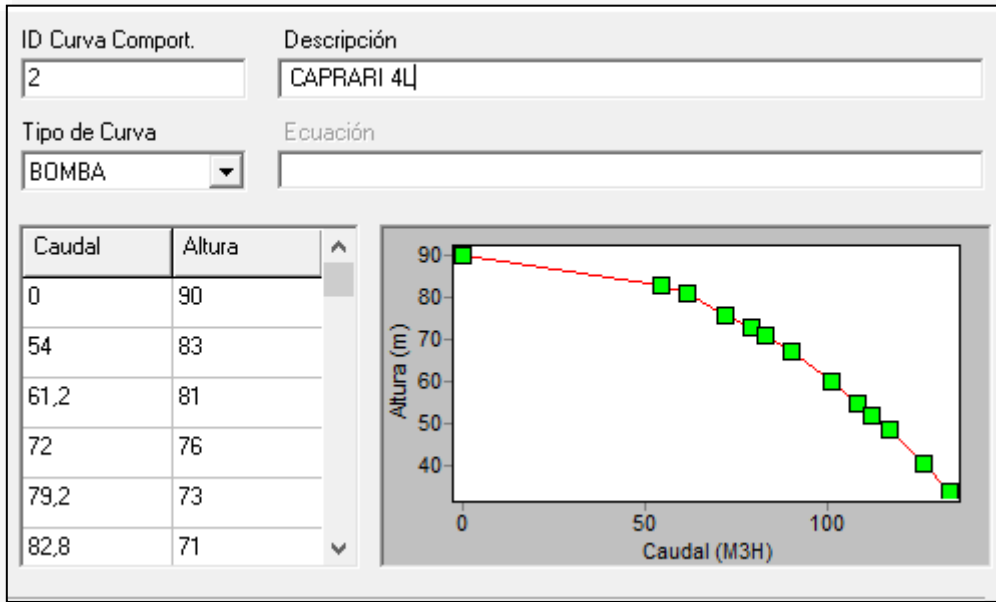 ID Curva Comport. Descripción
2 CAPRARI 4L
Tipo de Curva Ecuación
BOMBA
Caudal Altura
0 90
54 83
61,2 81
72 76
79,2 73
82,8 71
90
80
70
60
50
40
Altura (m)
0 50 100
Caudal (M3H)